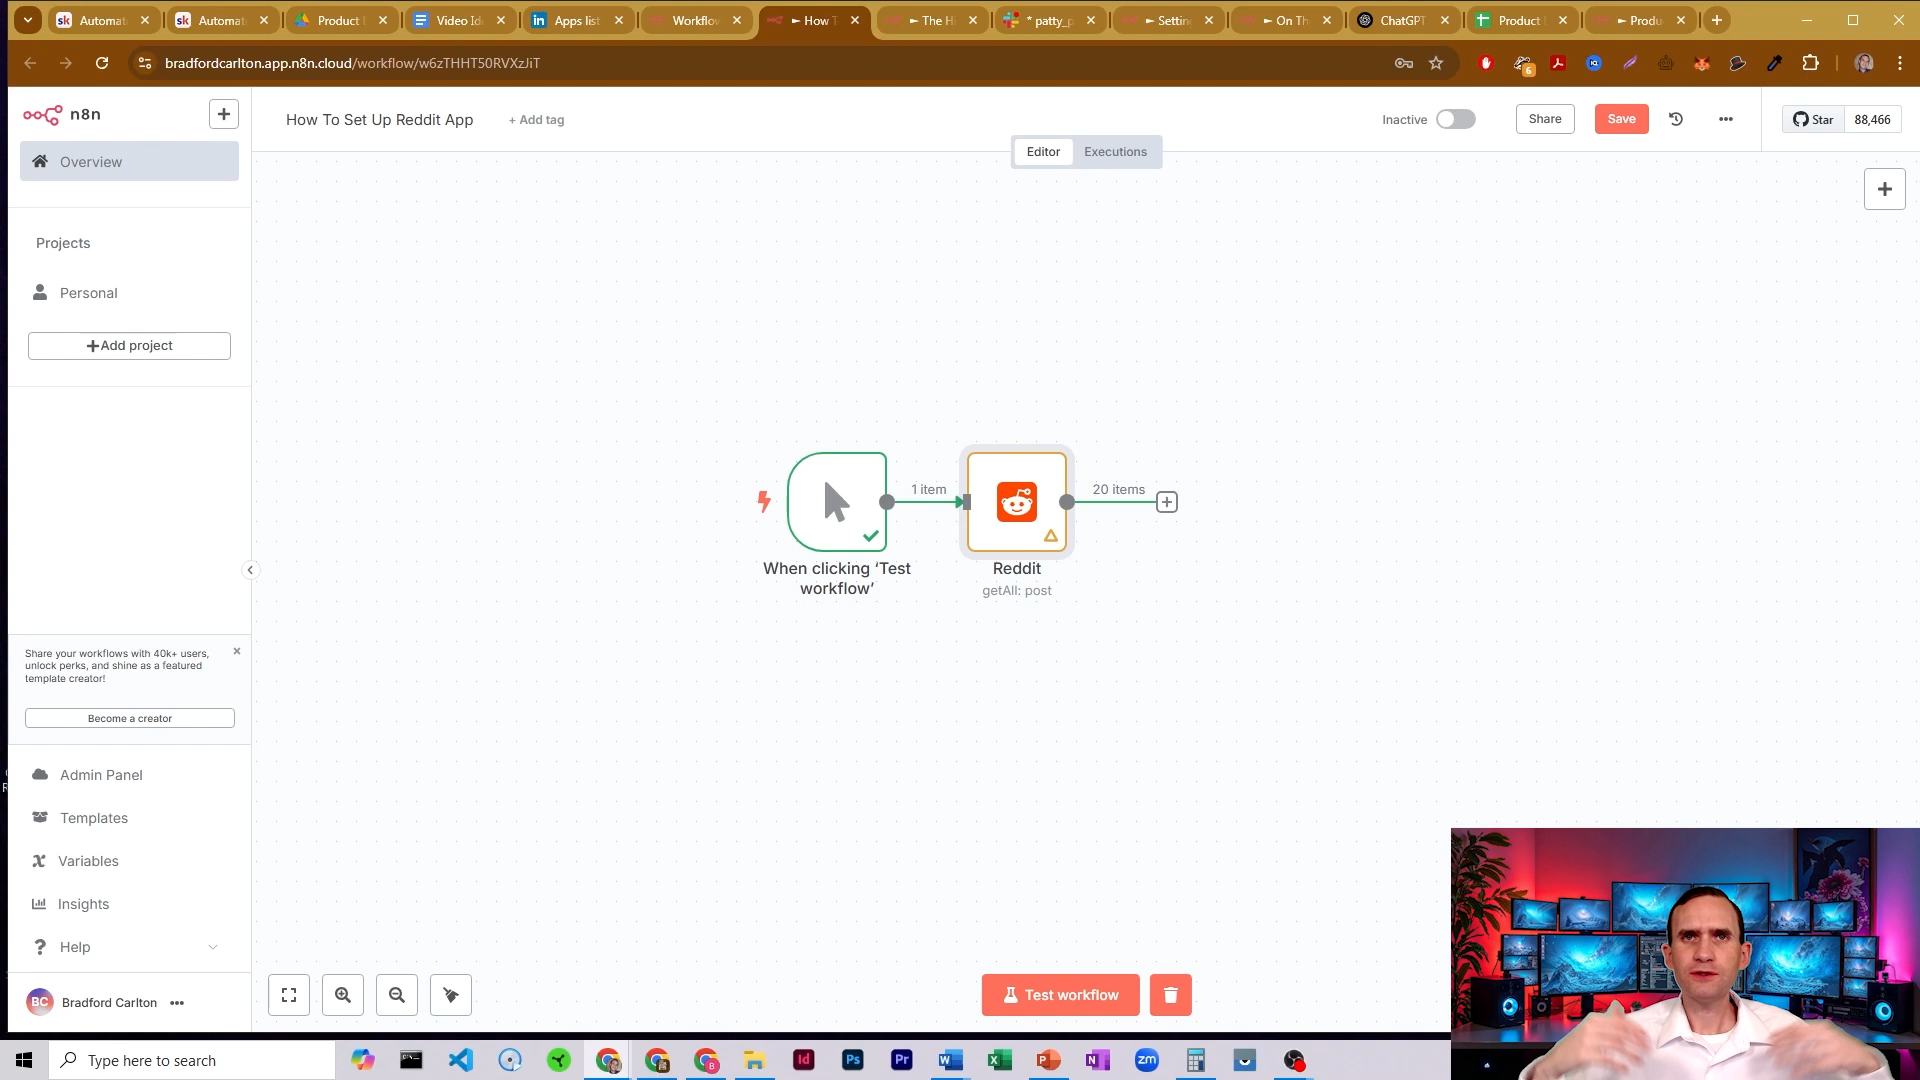 Automat
Automat
Product
Video Id
Apps list
Workflow
► How T
► The Hi
* patty_p
► Settin
► On Th
ChatGPT
Product
► Produ
bradfordcarlton.app.n8n.cloud/workflow/w6zTHHT50RVXzJiT
6
n8n
How To Set Up Reddit App
+ Add tag
Inactive
Share
Save
Star
88,466
Editor
Executions
Overview
Projects
Personal
Add project
1 item
20 items
When clicking ‘Test
workflow’
Reddit
getAll: post
Share your workflows with 40k+ users,
unlock perks, and shine as a featured
template creator!
Become a creator
Admin Panel
Templates
Variables
Insights
Help
BC
Bradford Carlton
Test workflow
Type here to search